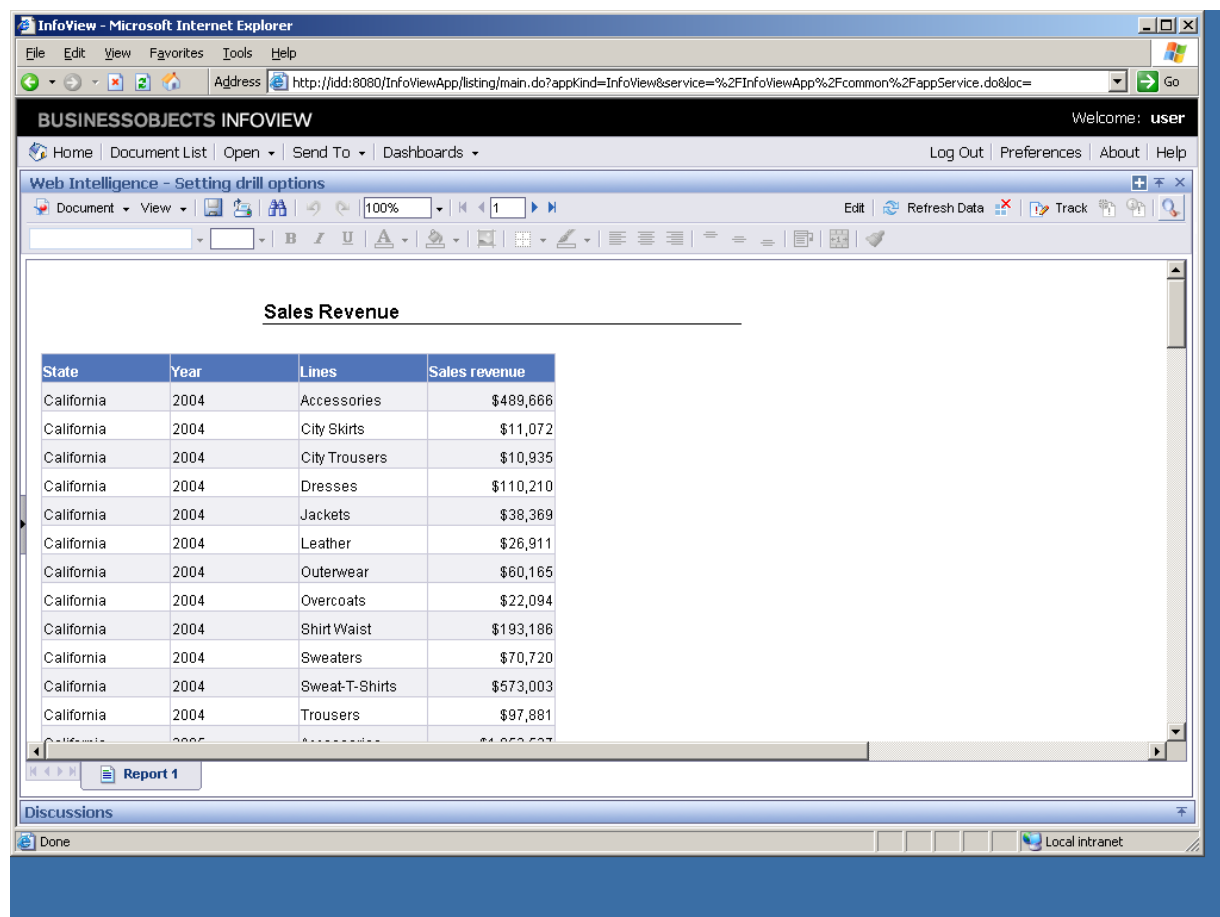 InfoView - Microsoft Internet Explorer
File Edit View Favorites Tools Help
Address http://idd:8080/InfoViewApp/listing/main.do?appKind=InfoView&service=%2FInfoViewApp%2Fcommon%2FappService.do&loc= Go
BUSINESSOBJECTS INFOVIEW Welcome: user
Home Document List Open Send To Dashboards Log Out Preferences About Help
Web Intelligence - Setting drill options
Document View 100% 1 Edit Refresh Data Track
B I U A
Sales Revenue
State Year Lines Sales revenue
California 2004 Accessories $489,666
California 2004 City Skirts $11,072
California 2004 City Trousers $10,935
California 2004 Dresses $110,210
California 2004 Jackets $38,369
California 2004 Leather $26,911
California 2004 Outerwear $60,165
California 2004 Overcoats $22,094
California 2004 Shirt Waist $193,186
California 2004 Sweaters $70,720
California 2004 Sweat-T-Shirts $573,003
California 2004 Trousers $97,881
Report 1
Discussions
Done Local intranet